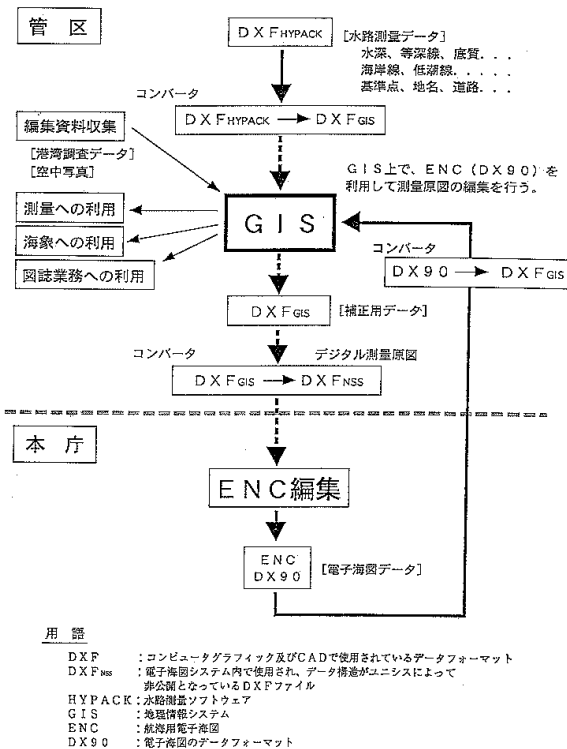 管区
DXFHYPACK
[水路測量データ]
水深、等深線、底質．．．
海岸線、低潮線．．．．．．
基準点、地名、道路．．．
コンバータ
DXFHYPACK → DXFGIS
編集資料収集
[港湾調査データ]
[空中写真]
GIS上で、ENC（DX90）を
利用して測量原図の編集を行う。
GIS
測量への利用
海象への利用
図誌業務への利用
コンバータ
DX90 → DXFGIS
DXFGIS
[補正用データ]
コンバータ
デジタル測量原図
DXFGIS → DXFNSS
本庁
ENC編集
ENC
DX90
[電子海図データ]
用語
DXF ：コンピュータグラフィック及びCADで使用されているデータフォーマット
DXFNSS ：電子海図システム内で使用され、データ構造がユニシスによって
非公開となっているDXFファイル
HYPACK：水路測量ソフトウェア
GIS ：地理情報システム
ENC ：航海用電子海図
DX90 ：電子海図のデータフォーマット